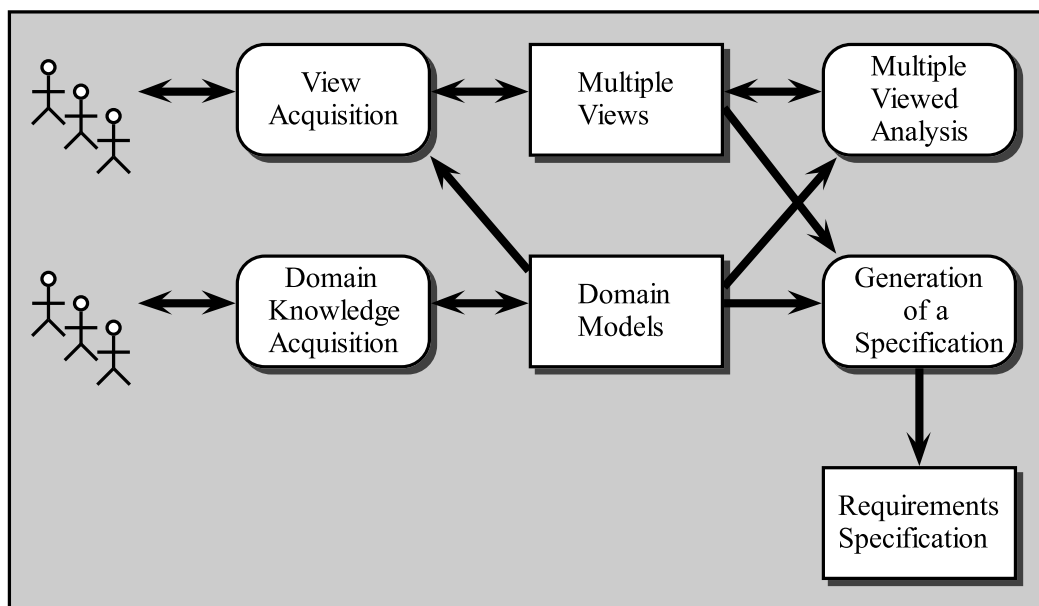 View
Acquisition
Multiple
Views
Multiple
Viewed
Analysis
Domain
Knowledge
Acquisition
Domain
Models
Generation
of a
Specification
Requirements
Specification